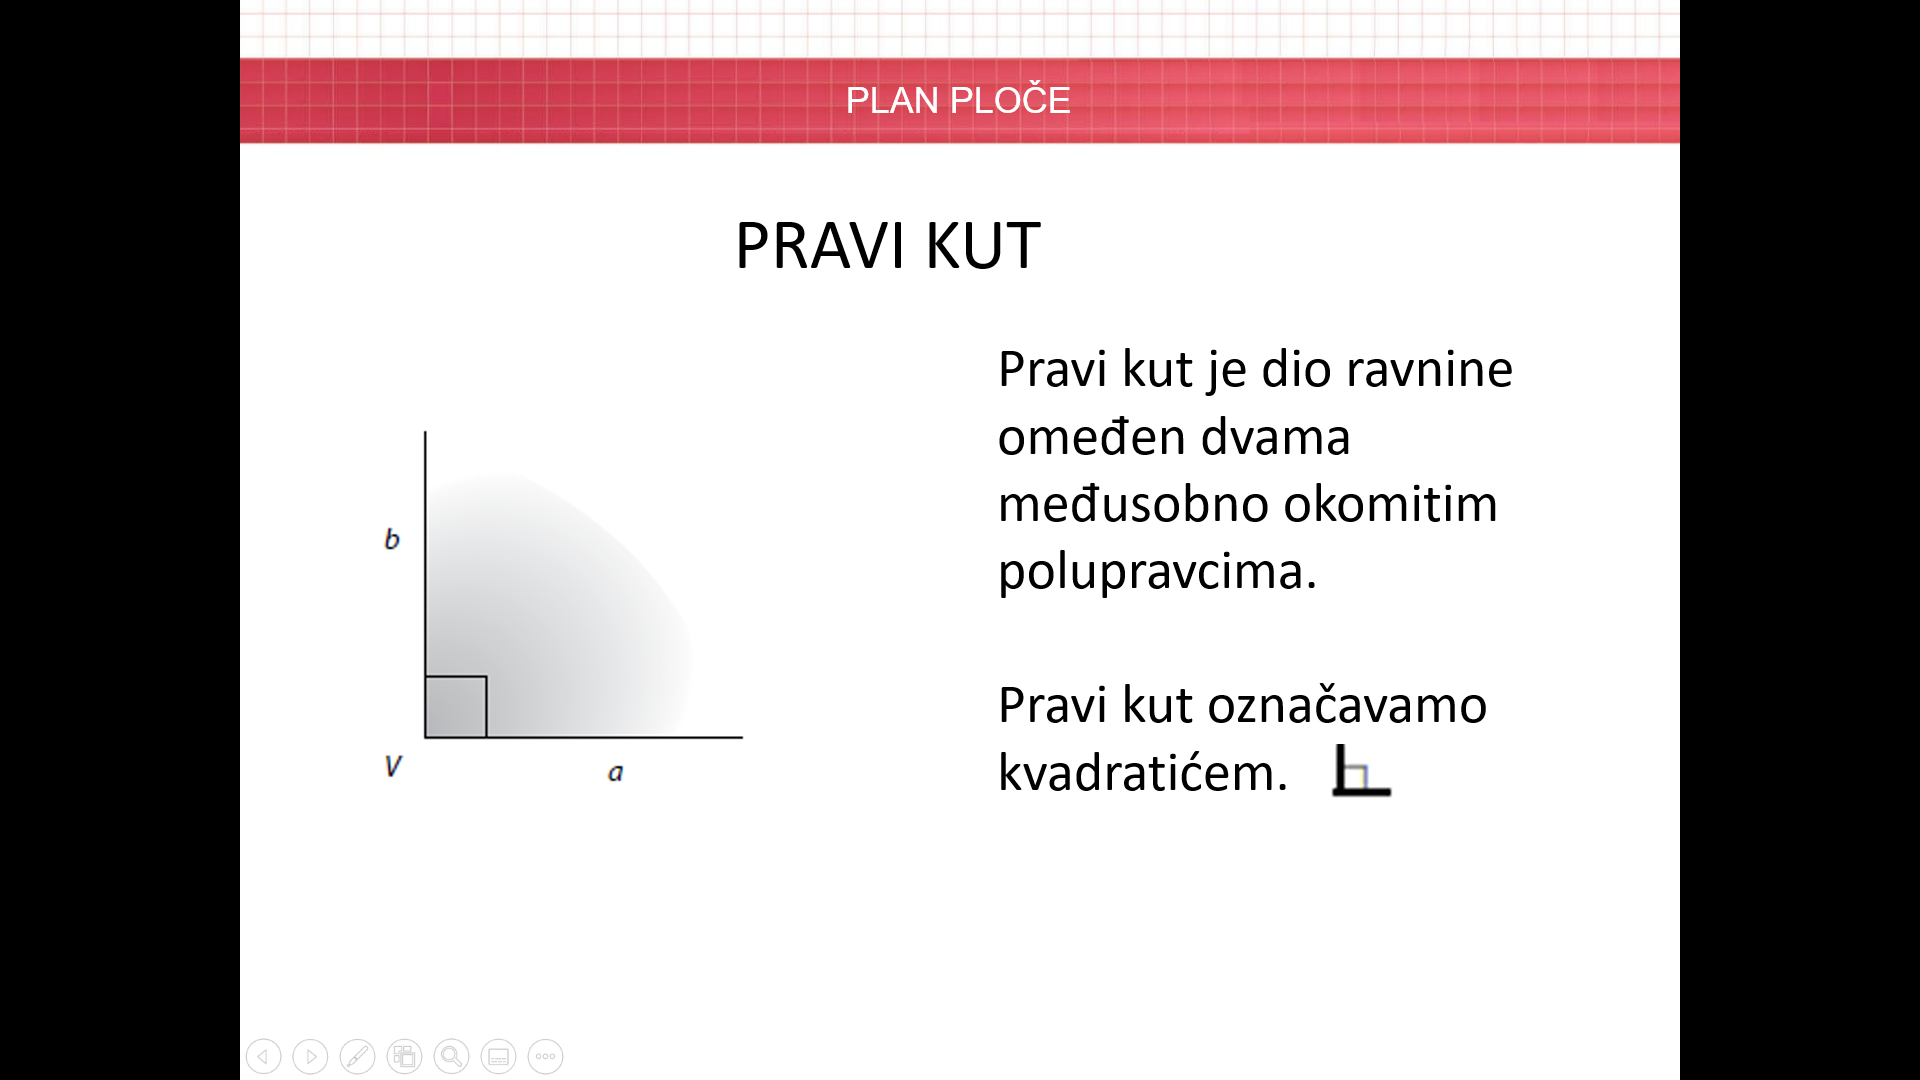 PLAN PLOČE
PRAVI KUT
Pravi kut je dio ravnine
omeđen dvama
međusobno okomitim
polupravcima.
Pravi kut označavamo
kvadratićem.
b
V
a